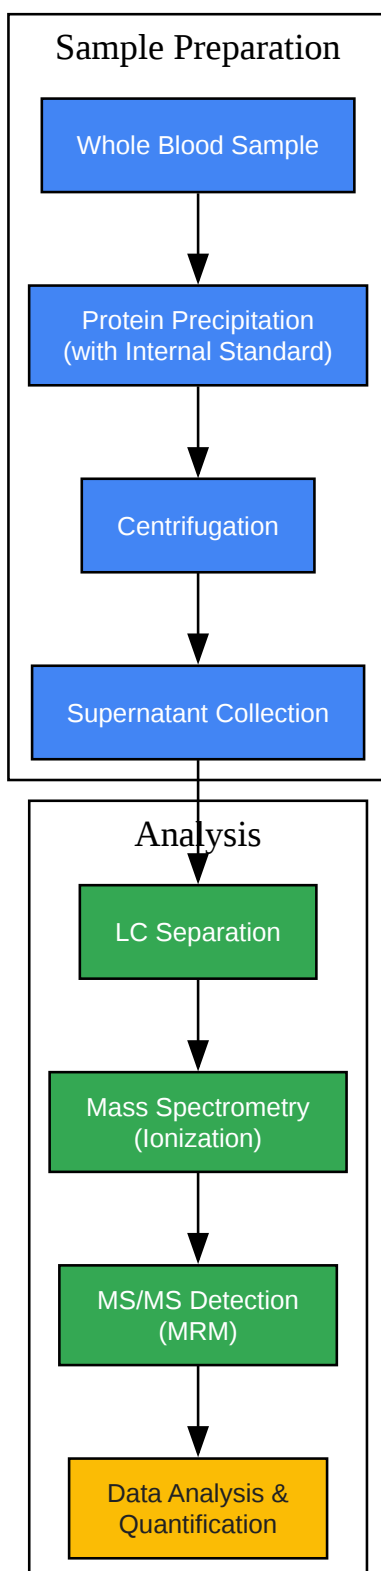 Sample Preparation
Whole Blood Sample
Protein Precipitation
(with Internal Standard)
Centrifugation
Supernatant Collection
Analysis
LC Separation
Mass Spectrometry
(Ionization)
MS/MS Detection
(MRM)
Data Analysis &
Quantification